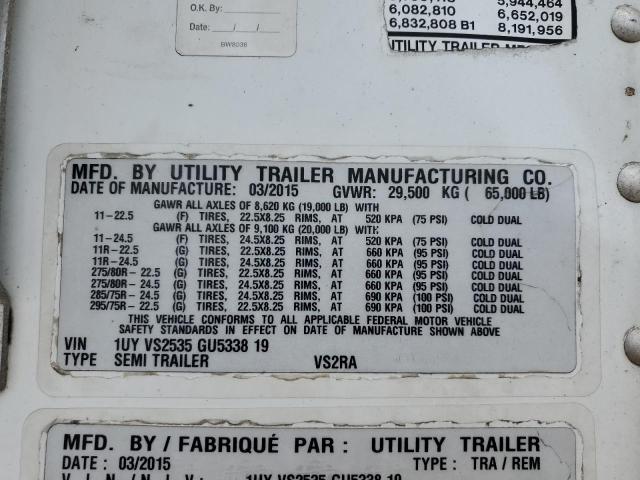 O.K. By: / /
Date: / /
BW8036
5,944,464
6,082,810 6,652,019
6,832,808 B1 8,191,956
UTILITY TRAILER
MFD. BY UTILITY TRAILER MANUFACTURING CO.
DATE OF MANUFACTURE: 03/2015 GVWR: 29,500 KG ( 65,000 LB)
GAWR ALL AXLES OF 8,620 KG (19,000 LB) WITH
11-22.5 (F) TIRES, 22.5X8.25 RIMS, AT 520 KPA (75 PSI) COLD DUAL
GAWR ALL AXLES OF 9,100 KG (20,000 LB) WITH
11-24.5 (F) TIRES, 24.5X8.25 RIMS, AT 520 KPA (75 PSI) COLD DUAL
11R-22.5 (G) TIRES, 22.5X8.25 RIMS, AT 660 KPA (95 PSI) COLD DUAL
11R-24.5 (G) TIRES, 24.5X8.25 RIMS, AT 660 KPA (95 PSI) COLD DUAL
275/80R-22.5 (G) TIRES, 22.5X8.25 RIMS, AT 660 KPA (95 PSI) COLD DUAL
275/80R-24.5 (G) TIRES, 24.5X8.25 RIMS, AT 660 KPA (95 PSI) COLD DUAL
285/75R-24.5 (G) TIRES, 24.5X8.25 RIMS, AT 690 KPA (100 PSI) COLD DUAL
295/75R-22.5 (G) TIRES, 22.5X8.25 RIMS, AT 690 KPA (100 PSI) COLD DUAL
THIS VEHICLE CONFORMS TO ALL APPLICABLE FEDERAL MOTOR VEHICLE
SAFETY STANDARDS IN EFFECT ON DATE OF MANUFACTURE SHOWN ABOVE
VIN 1UY VS2535 GU5338 19
TYPE SEMI TRAILER VS2RA
MFD. BY / FABRIQUÉ PAR : UTILITY TRAILER
DATE : 03/2015 TYPE : TRA / REM
V.I.N. / N.I.V.: 1UY VS2535 GU5338 19